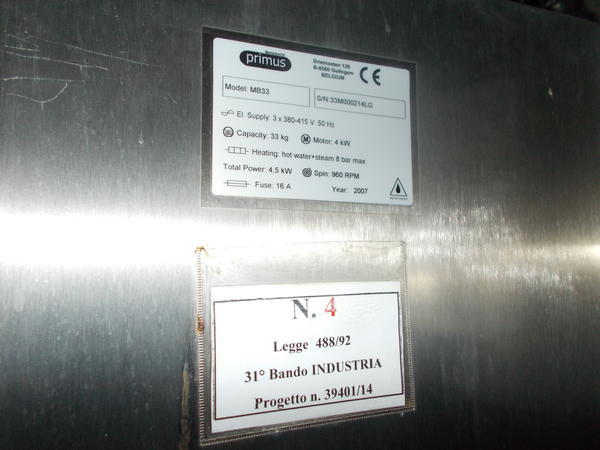 primus
Driemasten 126
B-8560 Gullegem
BELGIUM
CE
Model: MB33
S/N:33M000214LG
El. Supply: 3 x 380-415 V 50 Hz
Capacity: 33 kg
M Motor: 4 kW
Heating: hot water+steam 8 bar max
Total Power: 4,5 kW
Spin: 960 RPM
Fuse: 16 A
Year: 2007
N. 4
Legge 488/92
31° Bando INDUSTRIA
Progetto n. 39401/14